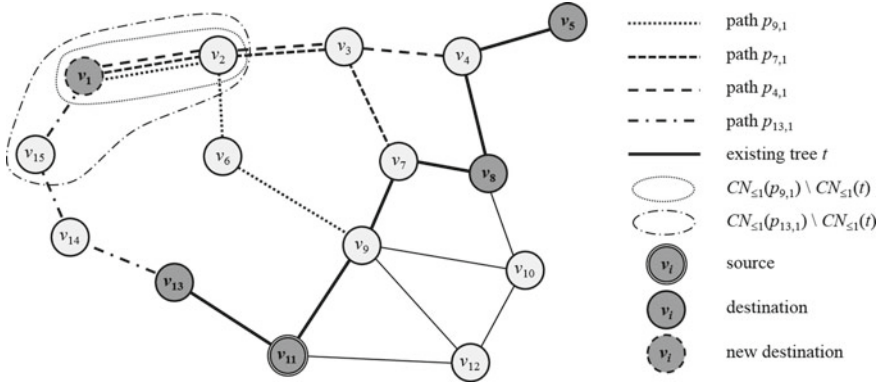 v5
path p9,1
v2
v3
v4
path p7,1
v1
path p4,1
path p13,1
v15
v6
v7
v8
existing tree t
CN≤1(p9,1) \ CN≤1(t)
CN≤1(p13,1) \ CN≤1(t)
v14
v9
v10
vi source
v13
vi destination
v11
v12
vi new destination